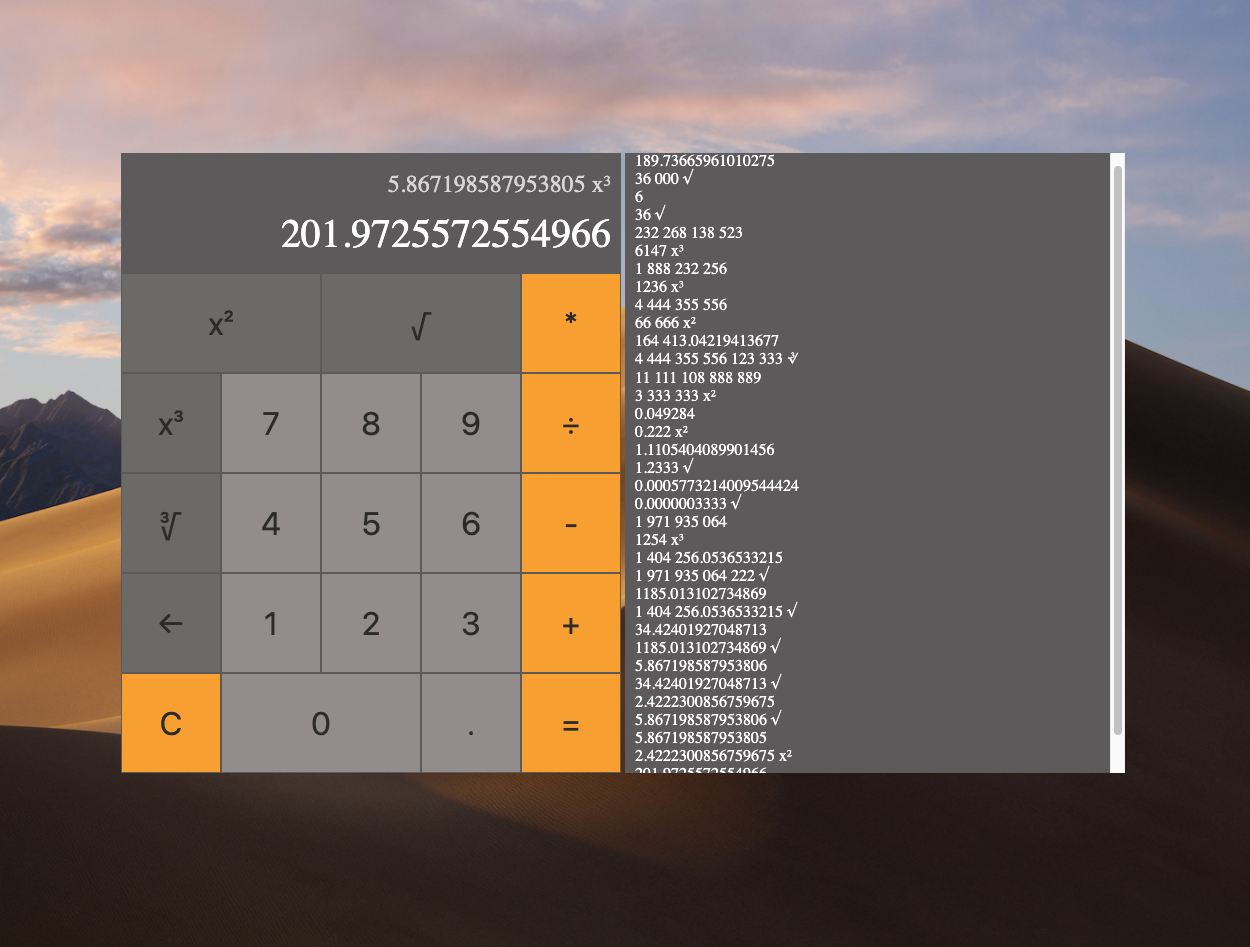 5.867198587953805 x³
201.9725572554966
x² √ *
x³ 7 8 9 ÷
∛ 4 5 6 -
← 1 2 3 +
C 0 . =
189.73665961010275
36 000 √
6
36 √
232 268 138 523
6147 x³
1 888 232 256
1236 x³
4 444 355 556
66 666 x²
164 413.04219413677
4 444 355 556 123 333 ∛
11 111 108 888 889
3 333 333 x²
0.049284
0.222 x²
1.1105404089901456
1.2333 √
0.0005773214009544424
0.0000003333 √
1 971 935 064
1254 x³
1 404 256.0536533215
1 971 935 064 222 √
1185.013102734869
1 404 256.0536533215 √
34.42401927048713
1185.013102734869 √
5.867198587953806
34.42401927048713 √
2.4222300856759675
5.867198587953806 √
5.867198587953805
2.4222300856759675 x²
201.9725572554966